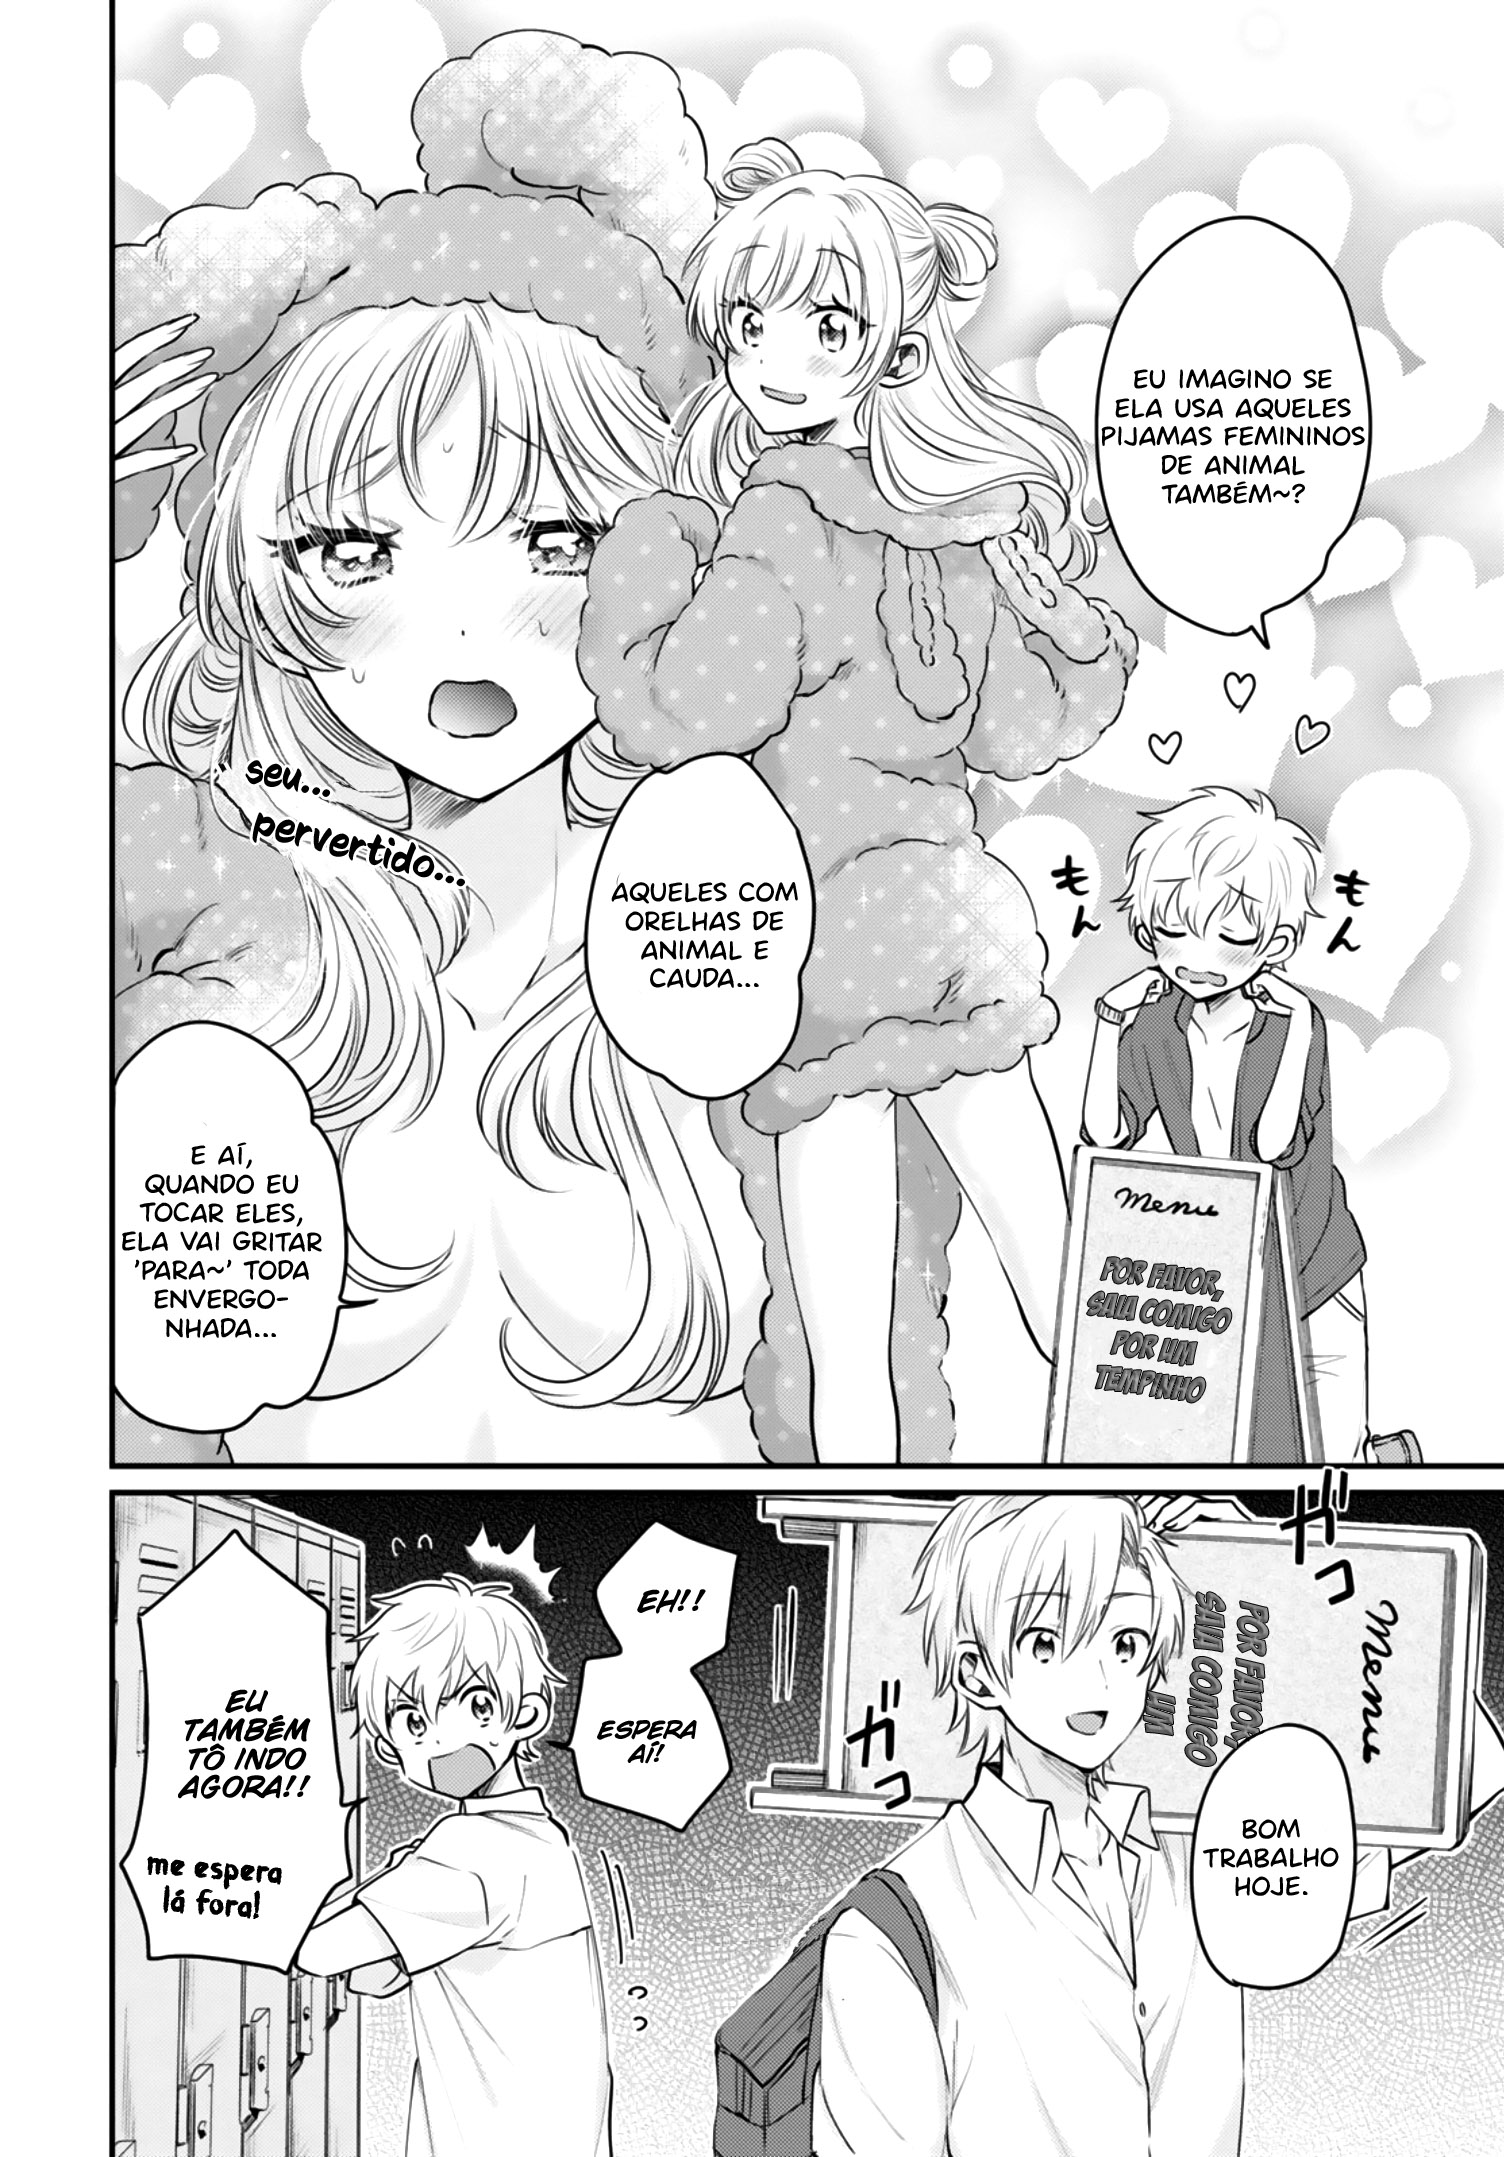 EU IMAGINO SE
ELA USA AQUELES
PIJAMAS FEMININOS
DE ANIMAL
TAMBÉM~?
AQUELES COM
ORELHAS DE
ANIMAL E
CAUDA...
seu...
pervertido...
もん
もん
E AÍ,
QUANDO EU
TOCAR ELES,
ELA VAI GRITAR
'PARA~' TODA
ENVERGO-
NHADA...
Menu
POR FAVOR,
SAIA COMIGO
POR UM
TEMPINHO
ガコ
Menu
POR FAVOR,
SAIA COMIGO
UM
ガコ
BOM
TRABALHO
HOJE.
EH!!
ESPERA
AÍ!
EU
TAMBÉM
TÔ INDO
AGORA!!
me espera
lá fora!